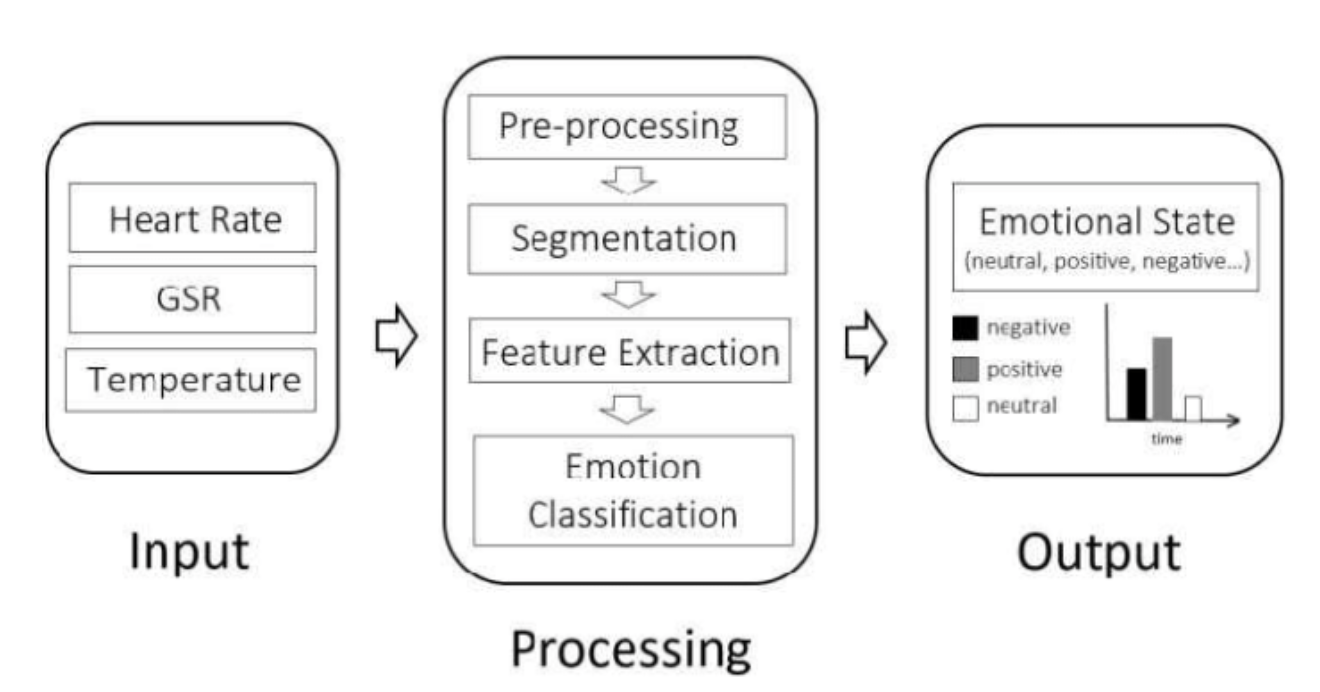 Heart Rate
GSR
Temperature
Input
Pre-processing
Segmentation
Feature Extraction
Emotion
Classification
Processing
Emotional State
(neutral, positive, negative...)
negative
positive
neutral
time
Output